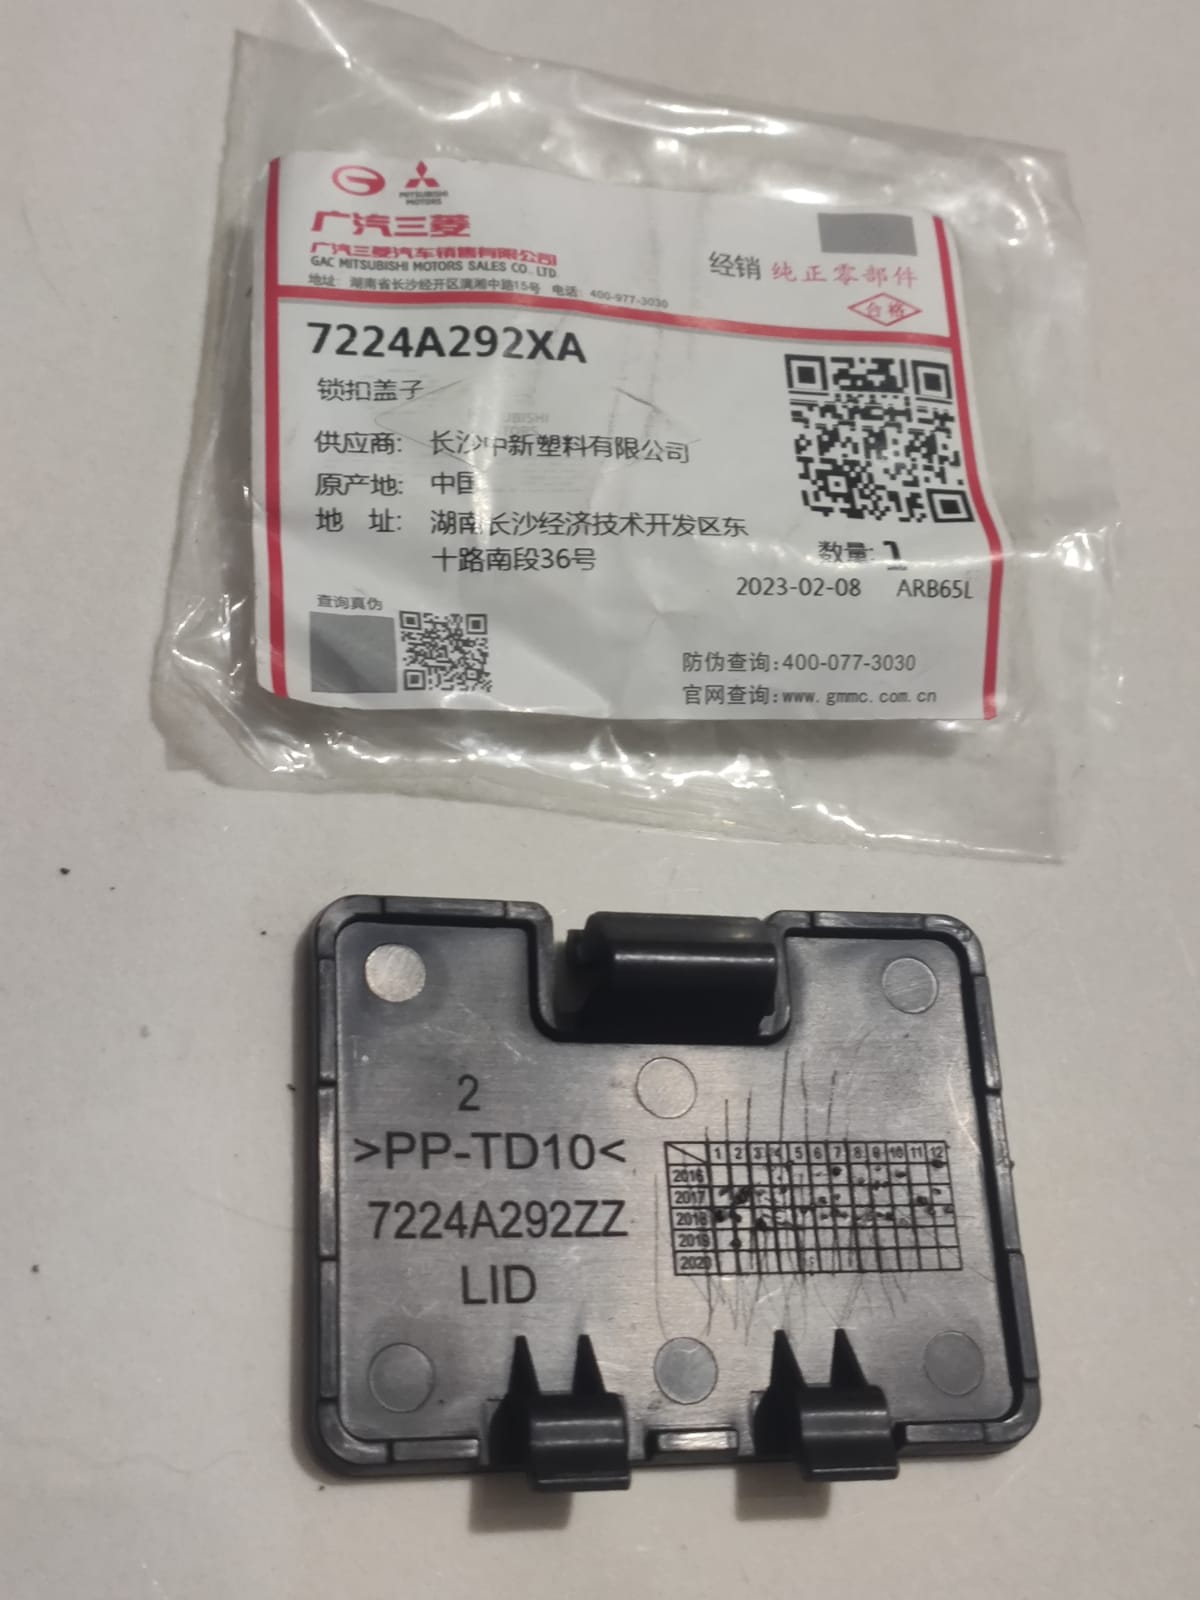 MITSUBISHI
MOTORS
广汽三菱
广汽三菱汽车销售有限公司
GAC MITSUBISHI MOTORS SALES CO. LTD
地址: 湖南省长沙经开区漓湘中路15号 电话: 400-977-3030
经销 纯正零部件
合格
7224A292XA
锁扣盖子
供应商: 长沙中新塑料有限公司
原产地: 中国
地 址: 湖南长沙经济技术开发区东
十路南段36号
数量: 1
2023-02-08 ARB65L
查询真伪
防伪查询:400-077-3030
官网查询:www.gmmc.com.cn
2
>PP-TD10<
7224A292ZZ
LID
1 2 3 4 5 6 7 8 9 10 11 12
2016
2017
2018
2019
2020